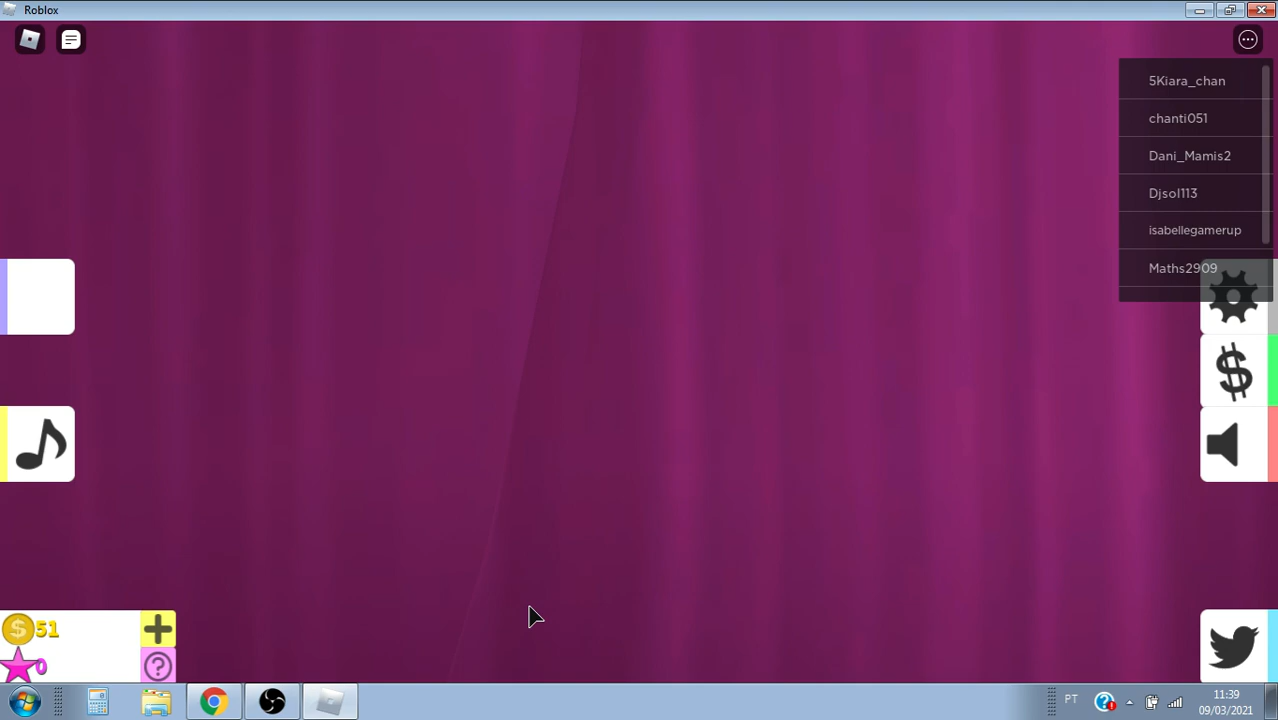 Roblox
5Kiara_chan
chanti051
Dani_Mamis2
Djsol113
isabellegamerup
Maths2909
51
0
PT
11:39
09/03/2021